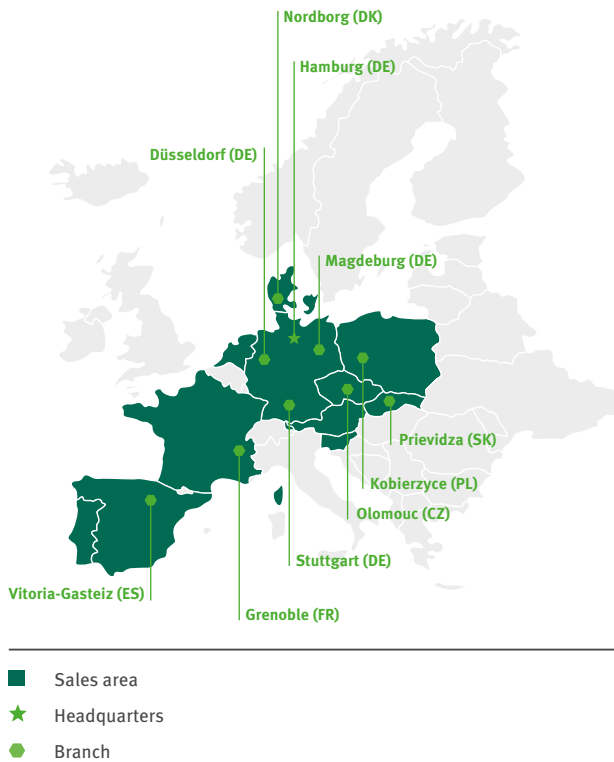 Nordborg (DK)
Hamburg (DE)
Düsseldorf (DE)
Magdeburg (DE)
Prievidza (SK)
Kobierzyce (PL)
Olomouc (CZ)
Stuttgart (DE)
Vitoria-Gasteiz (ES)
Grenoble (FR)
Sales area
Headquarters
Branch